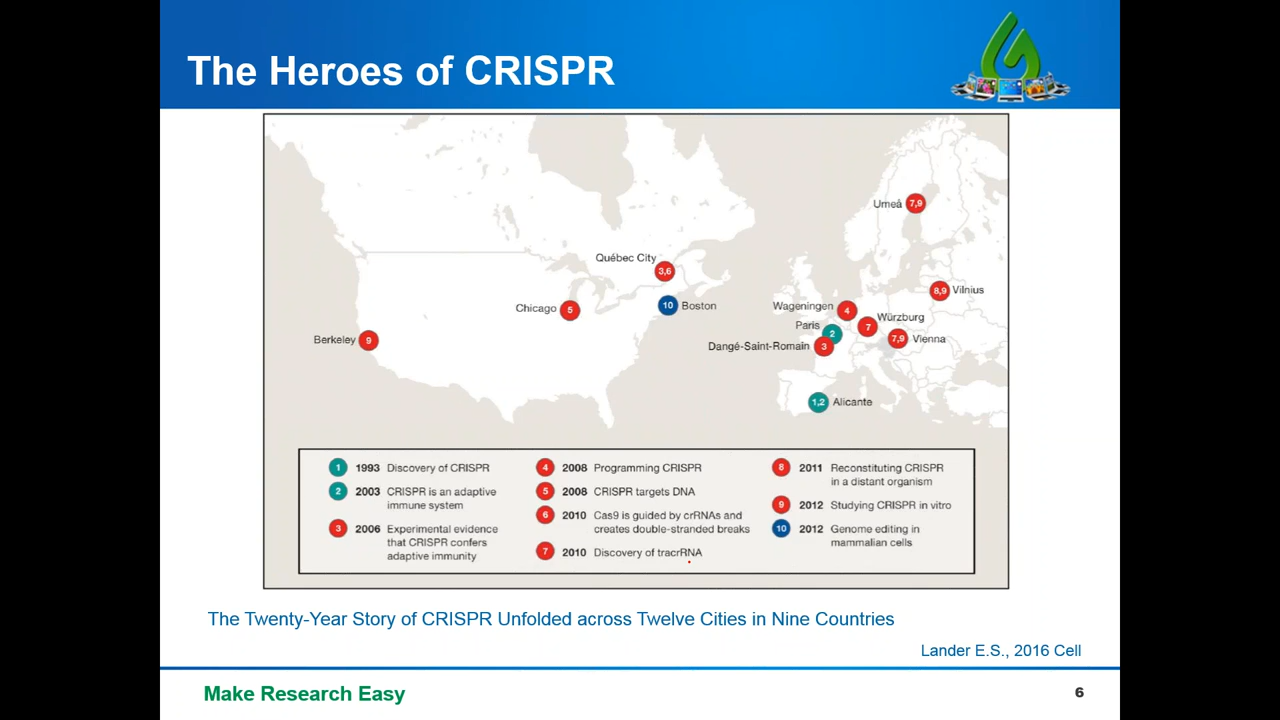 The Heroes of CRISPR
Umeå 7,9
Québec City
3,6
8,9 Vilnius
Chicago 5
10 Boston
Wageningen 4
Würzburg
7
Paris 2
Berkeley 9
Dangé-Saint-Romain 3
7,9 Vienna
1,2 Alicante
1 1993 Discovery of CRISPR
2 2003 CRISPR is an adaptive
immune system
3 2006 Experimental evidence
that CRISPR confers
adaptive immunity
4 2008 Programming CRISPR
5 2008 CRISPR targets DNA
6 2010 Cas9 is guided by crRNAs and
creates double-stranded breaks
7 2010 Discovery of tracrRNA
8 2011 Reconstituting CRISPR
in a distant organism
9 2012 Studying CRISPR in vitro
10 2012 Genome editing in
mammalian cells
The Twenty-Year Story of CRISPR Unfolded across Twelve Cities in Nine Countries
Lander E.S., 2016 Cell
Make Research Easy
6